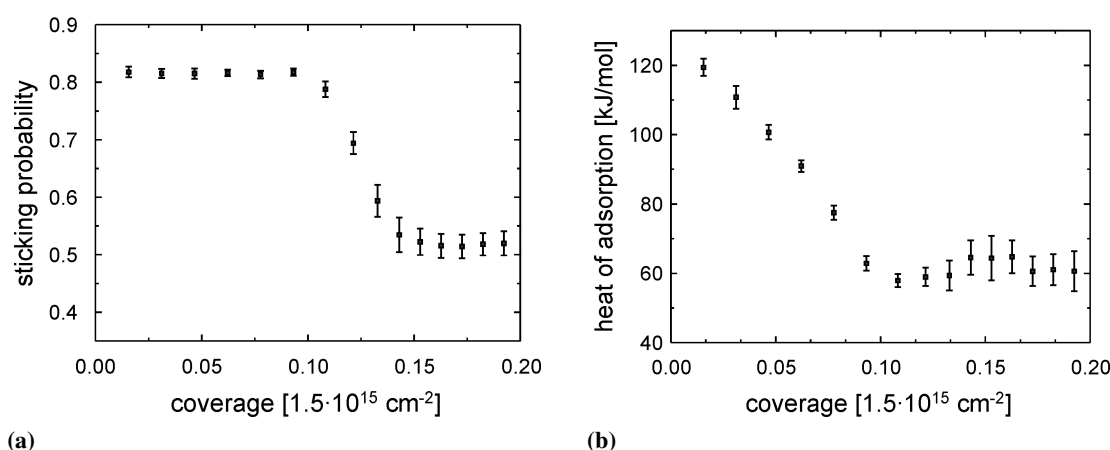 0.9
0.8
0.7
0.6
0.5
0.4
sticking probability
0.00 0.05 0.10 0.15 0.20
coverage [1.5·10¹⁵ cm⁻²]
(a)
120
100
80
60
40
heat of adsorption [kJ/mol]
0.00 0.05 0.10 0.15 0.20
coverage [1.5·10¹⁵ cm⁻²]
(b)